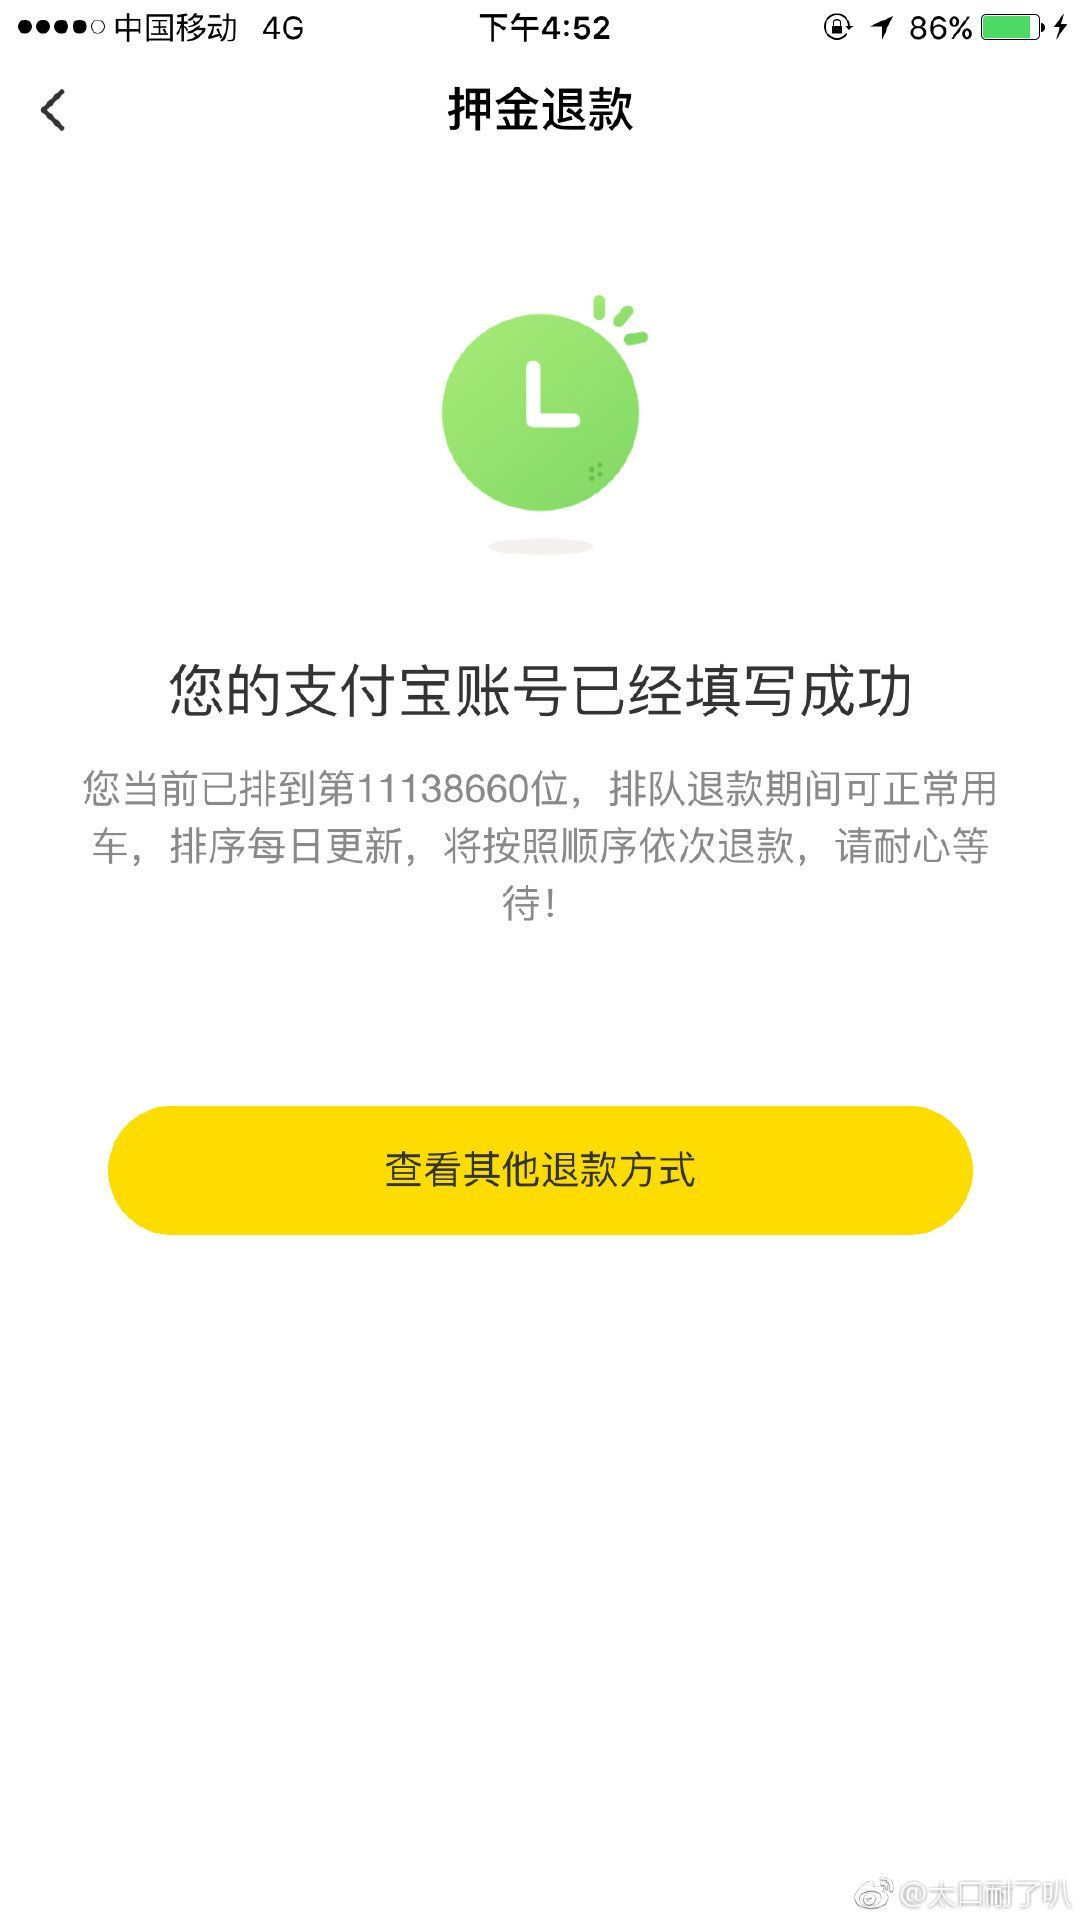 中国移动 4G 下午4:52 86%
押金退款
您的支付宝账号已经填写成功
您当前已排到第11138660位，排队退款期间可正常用
车，排序每日更新，将按照顺序依次退款，请耐心等
待！
查看其他退款方式
@太口耐了叭